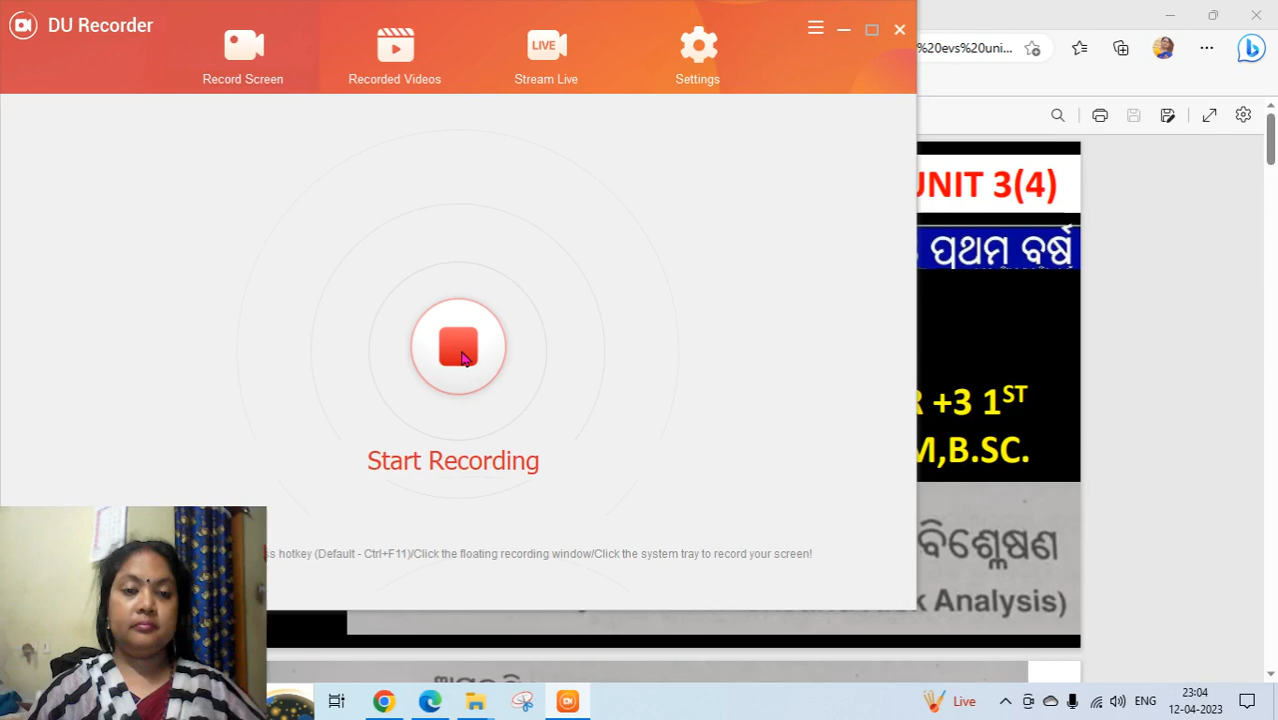 DU Recorder
Record Screen
Recorded Videos
LIVE
Stream Live
Settings
%20evs%20uni...
UNIT 3(4)
ପ୍ରଥମ ବର୍ଷ
Start Recording
+3 1ST
M,B.SC.
hotkey (Default - Ctrl+F11)/Click the floating recording window/Click the system tray to record your screen!
ବିଶ୍ଳେଷଣ
Analysis)
Live
ENG
23:04
12-04-2023